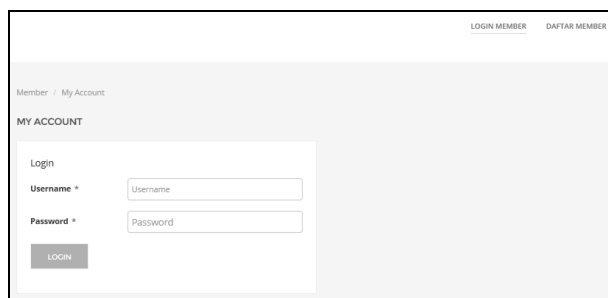 LOGIN MEMBER DAFTAR MEMBER
Member / My Account
MY ACCOUNT
Login
Username * Username
Password * Password
LOGIN